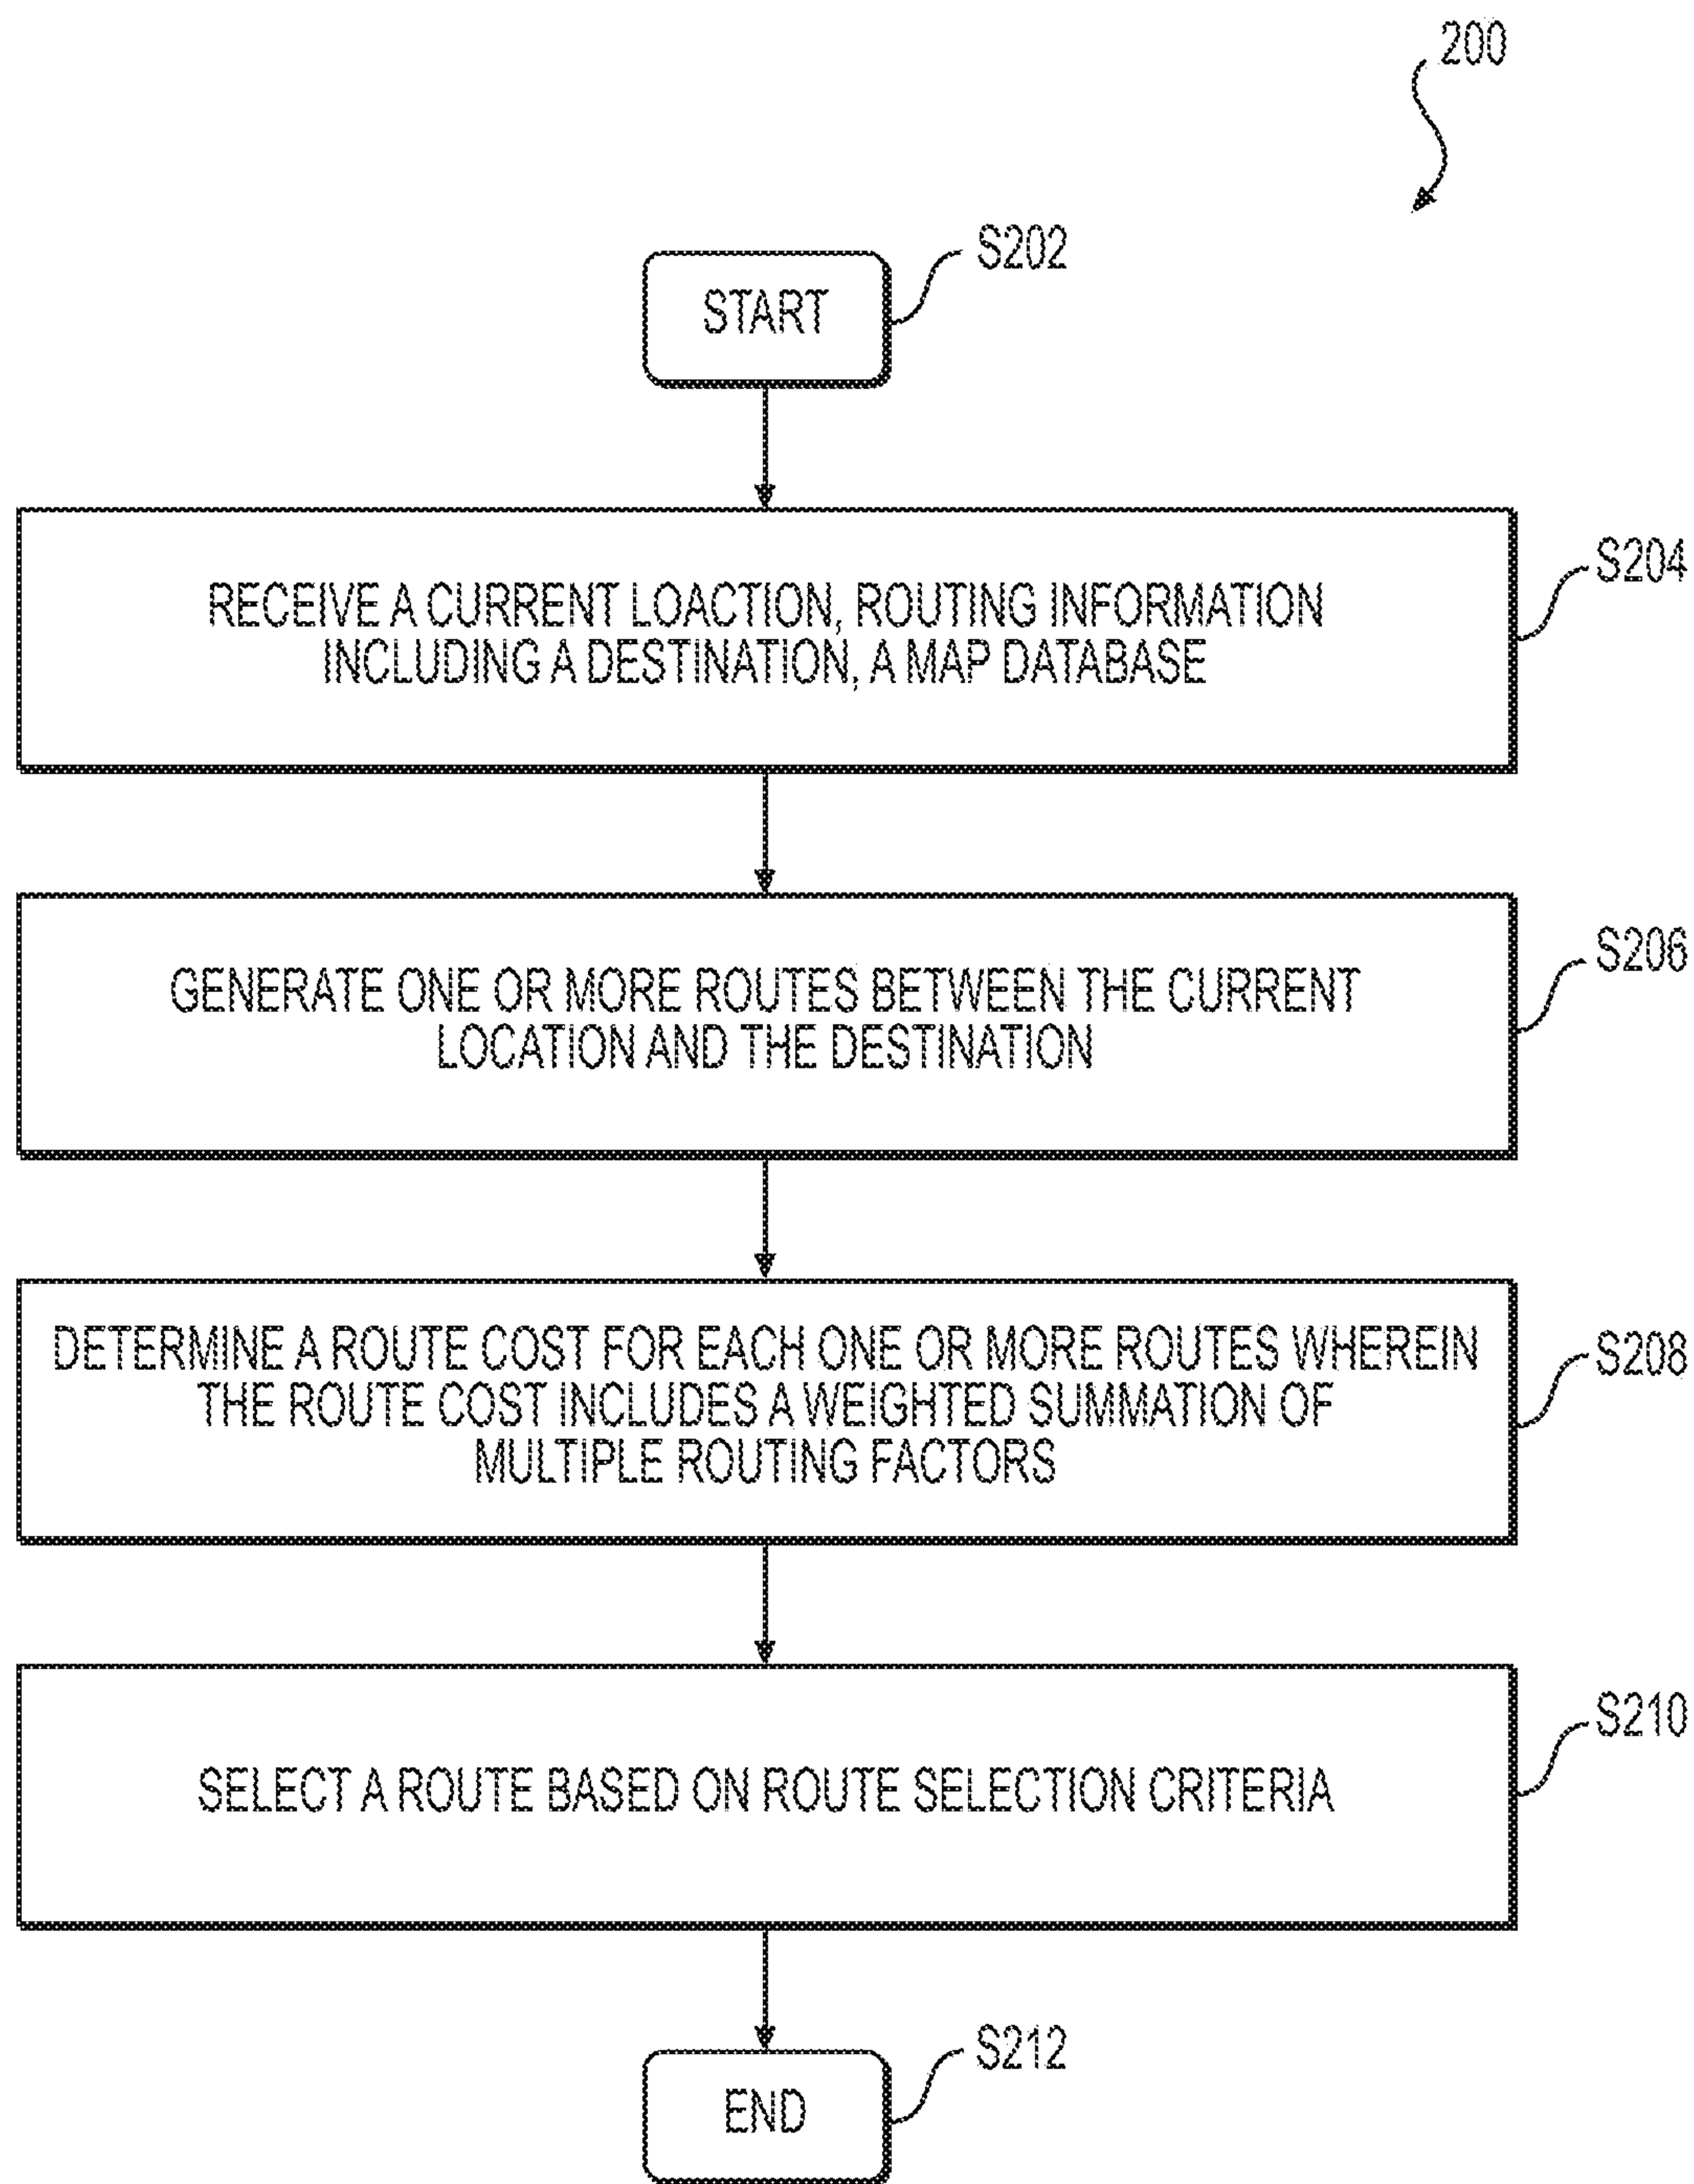 200
S202
START
S204
RECEIVE A CURRENT LOACTION, ROUTING INFORMATION
INCLUDING A DESTINATION, A MAP DATABASE
S206
GENERATE ONE OR MORE ROUTES BETWEEN THE CURRENT
LOCATION AND THE DESTINATION
S208
DETERMINE A ROUTE COST FOR EACH ONE OR MORE ROUTES WHEREIN
THE ROUTE COST INCLUDES A WEIGHTED SUMMATION OF
MULTIPLE ROUTING FACTORS
S210
SELECT A ROUTE BASED ON ROUTE SELECTION CRITERIA
S212
END